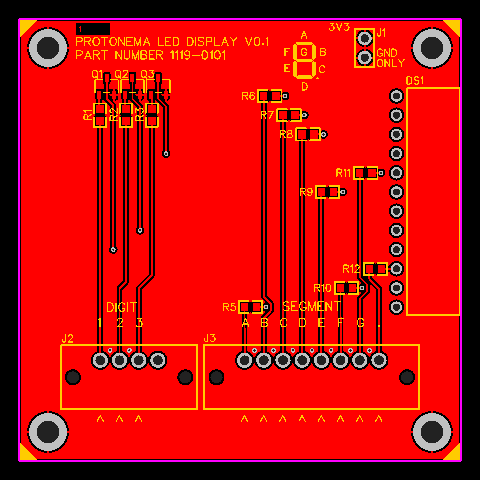 PROTONEMA LED DISPLAY V0.1
PART NUMBER 1119-0101
3V3
J1
GND
ONLY
A
F G B
E C
D
DS1
Q1 Q2 Q3
R1 R2 R3
R6
R7
R8
R11
R9
R12
R10
R5
DIGIT
SEGMENT
1 2 3
A B C D E F G .
J2
J3
^ ^ ^
^ ^ ^ ^ ^ ^ ^ ^